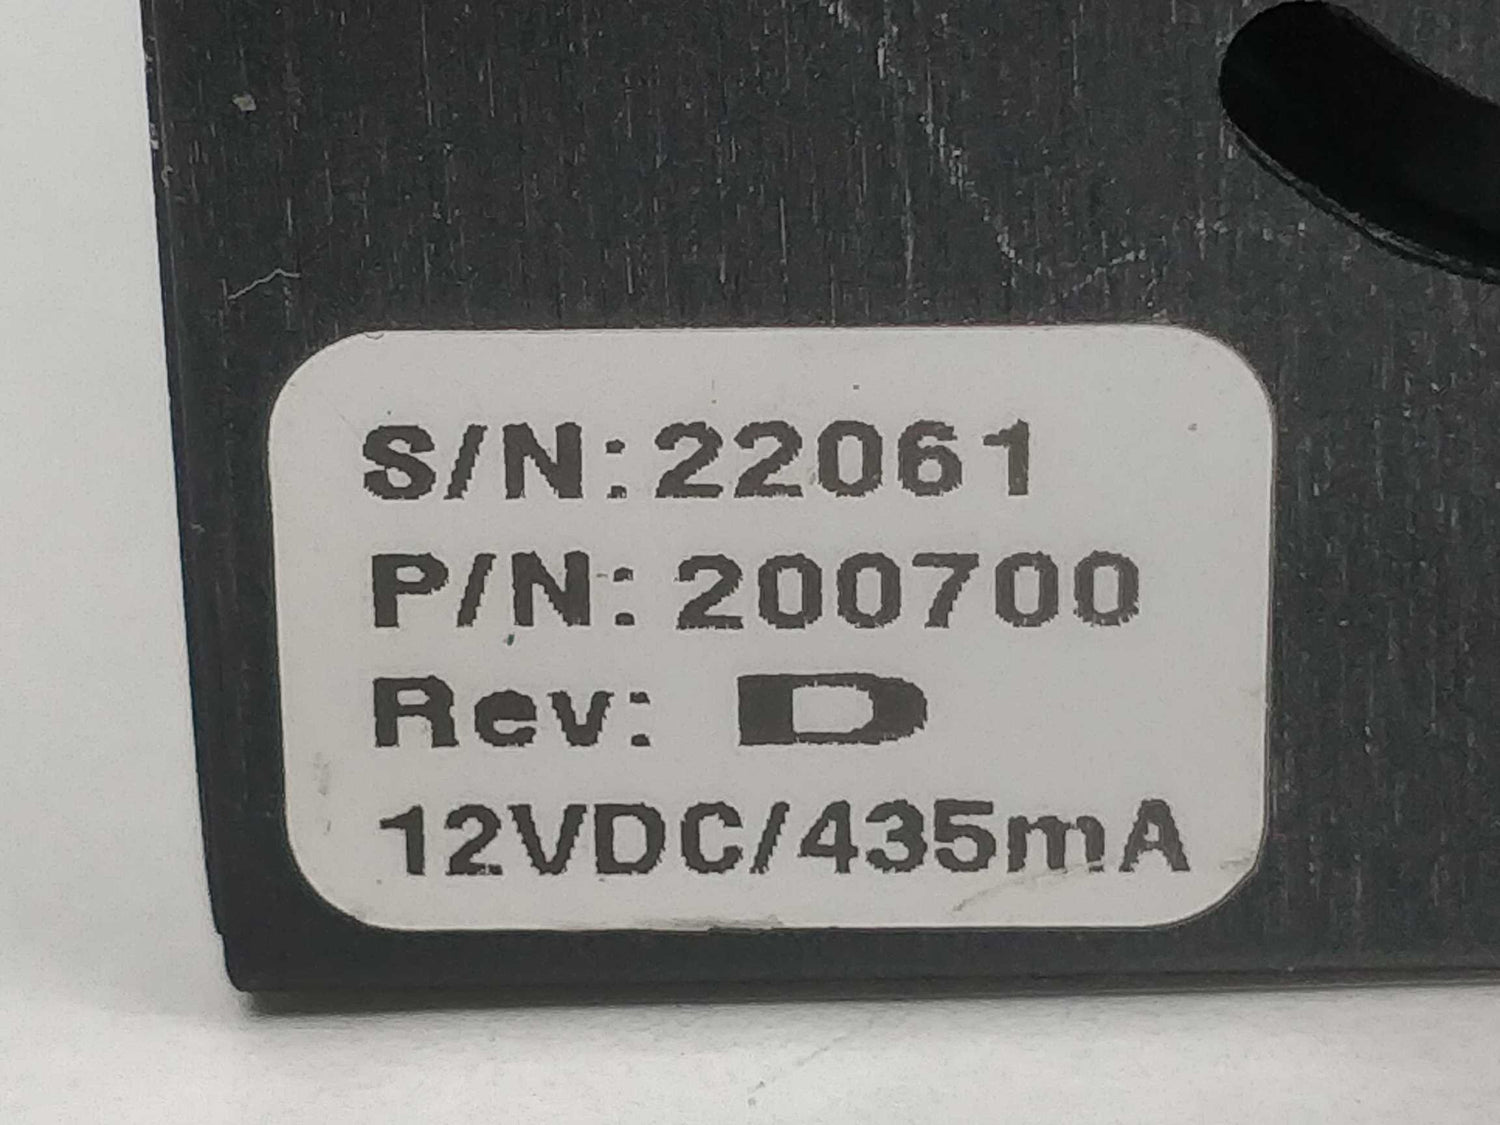 S/N: 22061
P/N: 200700
Rev: D
12VDC/435mA